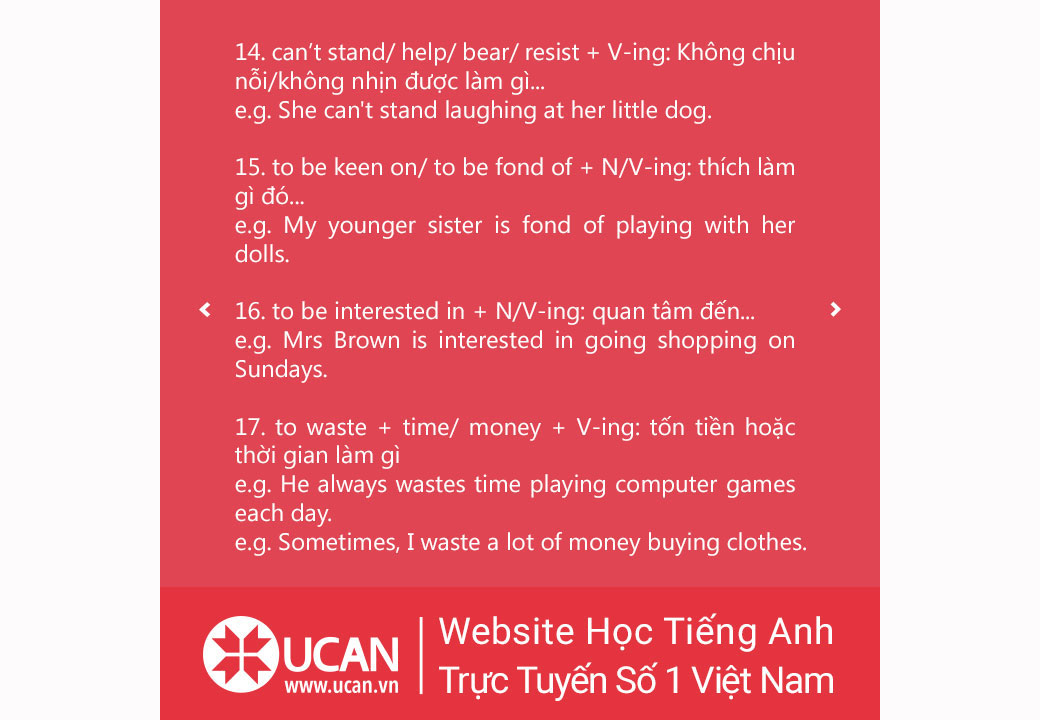 14. can’t stand/ help/ bear/ resist + V-ing: Không chịu
nỗi/không nhịn được làm gì...
e.g. She can't stand laughing at her little dog.
15. to be keen on/ to be fond of + N/V-ing: thích làm
gì đó...
e.g. My younger sister is fond of playing with her
dolls.
16. to be interested in + N/V-ing: quan tâm đến...
e.g. Mrs Brown is interested in going shopping on
Sundays.
17. to waste + time/ money + V-ing: tốn tiền hoặc
thời gian làm gì
e.g. He always wastes time playing computer games
each day.
e.g. Sometimes, I waste a lot of money buying clothes.
UCAN
www.ucan.vn
Website Học Tiếng Anh
Trực Tuyến Số 1 Việt Nam